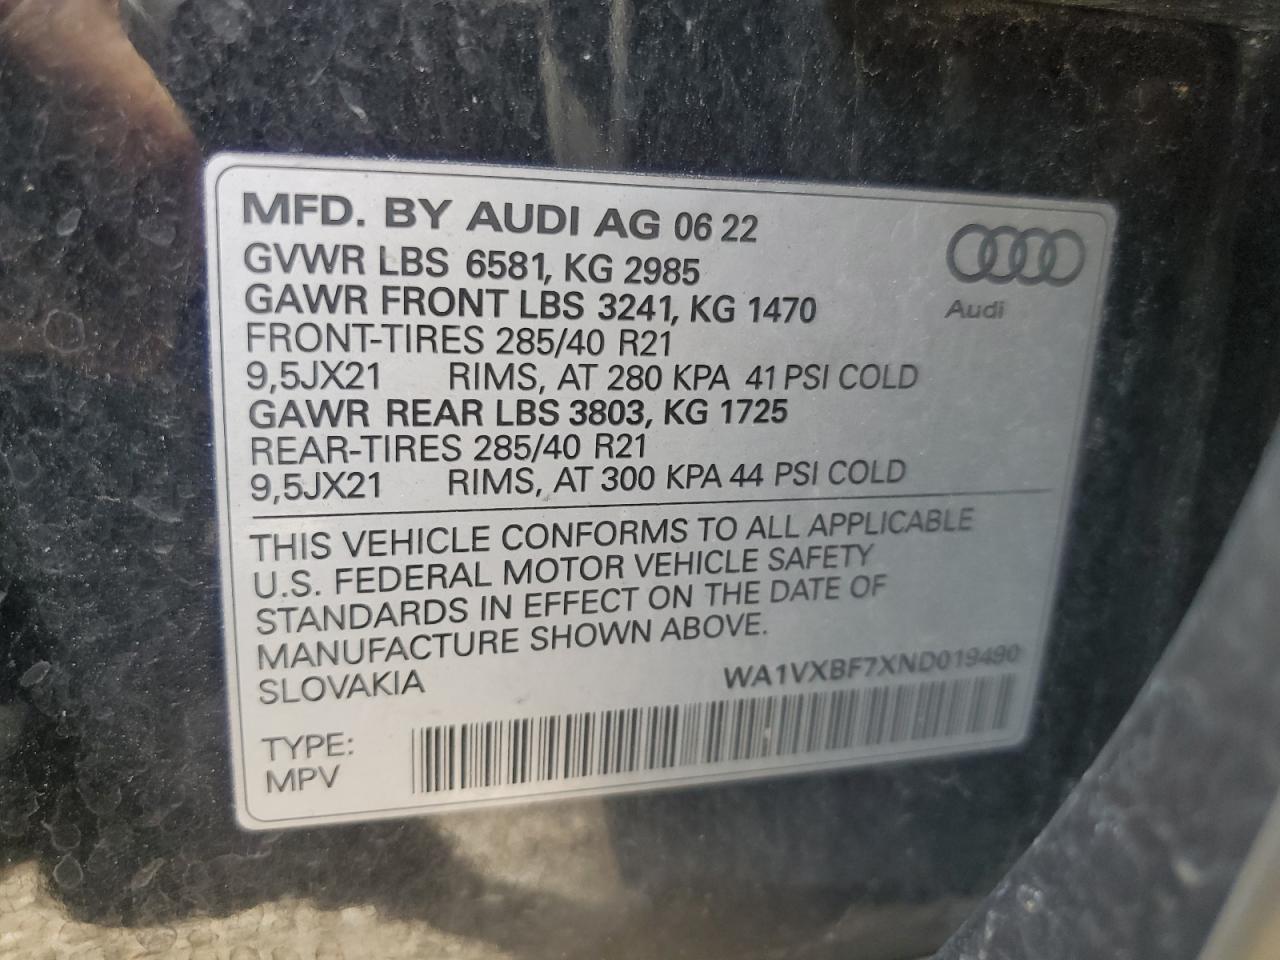 MFD. BY AUDI AG 06 22
GVWR LBS 6581, KG 2985
GAWR FRONT LBS 3241, KG 1470
FRONT-TIRES 285/40 R21
9,5JX21 RIMS, AT 280 KPA 41 PSI COLD
GAWR REAR LBS 3803, KG 1725
REAR-TIRES 285/40 R21
9,5JX21 RIMS, AT 300 KPA 44 PSI COLD
Audi
THIS VEHICLE CONFORMS TO ALL APPLICABLE
U.S. FEDERAL MOTOR VEHICLE SAFETY
STANDARDS IN EFFECT ON THE DATE OF
MANUFACTURE SHOWN ABOVE.
SLOVAKIA
WA1VXBF7XND019490
TYPE:
MPV